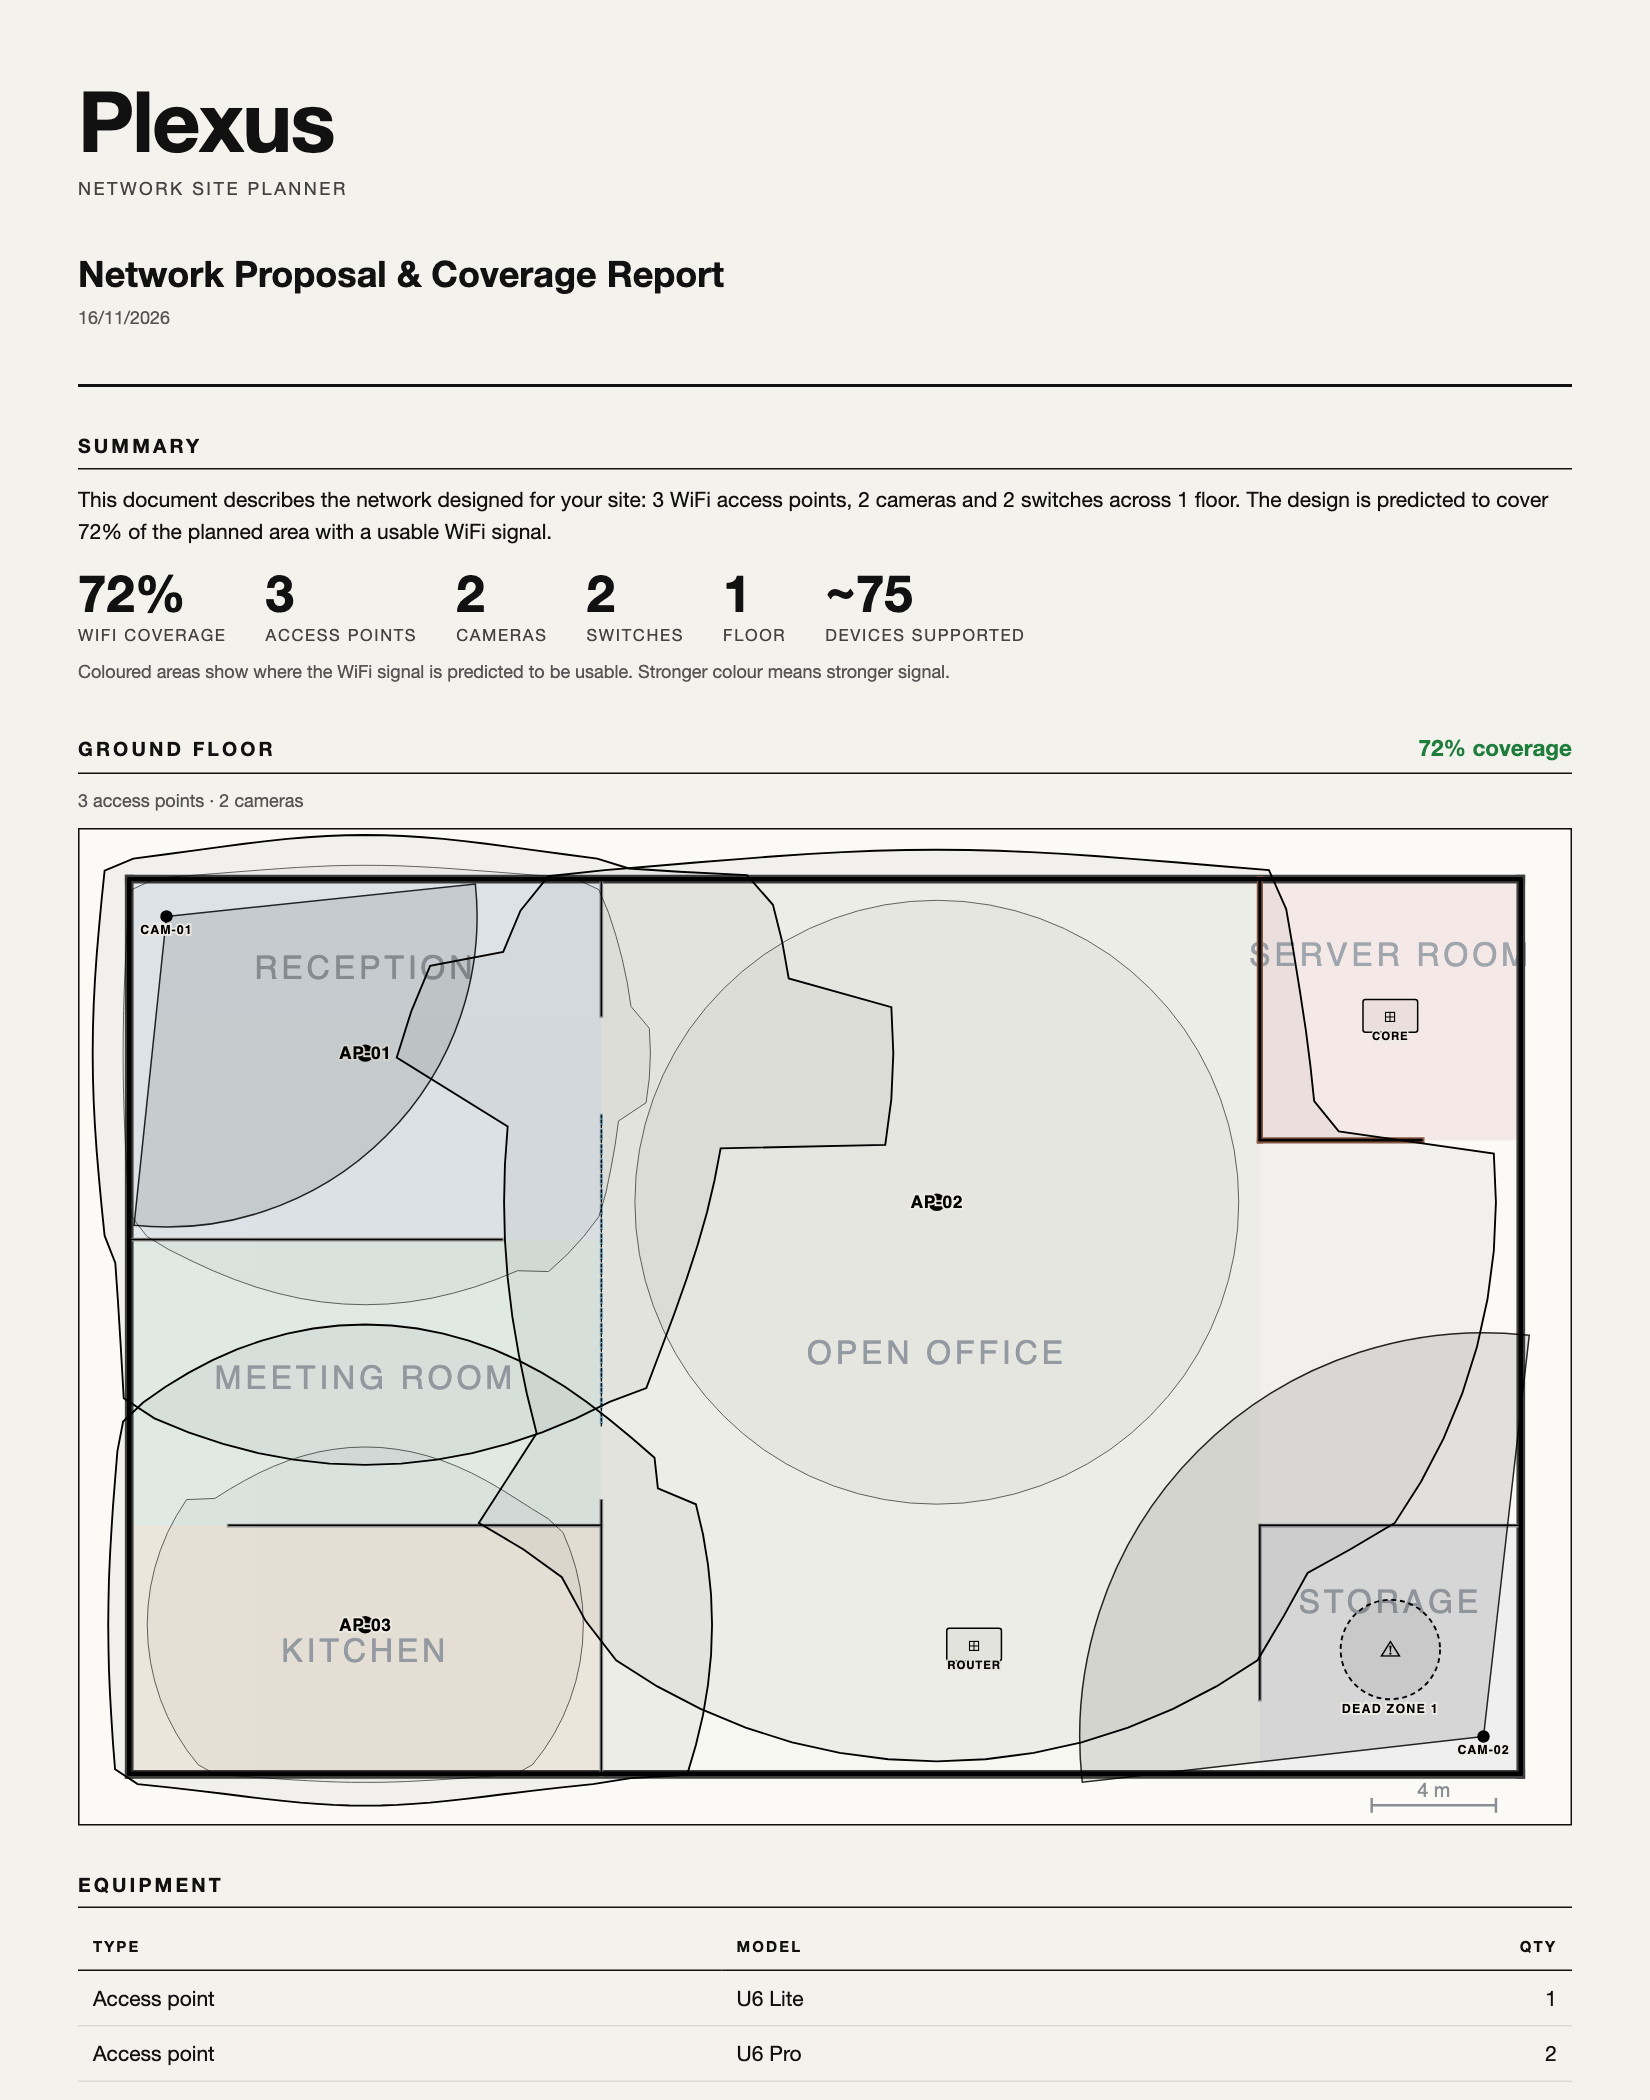 Plexus
NETWORK SITE PLANNER
Network Proposal & Coverage Report
16/11/2026
SUMMARY
This document describes the network designed for your site: 3 WiFi access points, 2 cameras and 2 switches across 1 floor. The design is predicted to cover
72% of the planned area with a usable WiFi signal.
72% 3 2 2 1 ~75
WIFI COVERAGE ACCESS POINTS CAMERAS SWITCHES FLOOR DEVICES SUPPORTED
Coloured areas show where the WiFi signal is predicted to be usable. Stronger colour means stronger signal.
GROUND FLOOR 72% coverage
3 access points · 2 cameras
CAM-01
RECEPTION
SERVER ROOM
CORE
AP-01
AP-02
OPEN OFFICE
MEETING ROOM
STORAGE
AP-03
KITCHEN
ROUTER
DEAD ZONE 1
CAM-02
4 m
EQUIPMENT
TYPE MODEL QTY
Access point U6 Lite 1
Access point U6 Pro 2